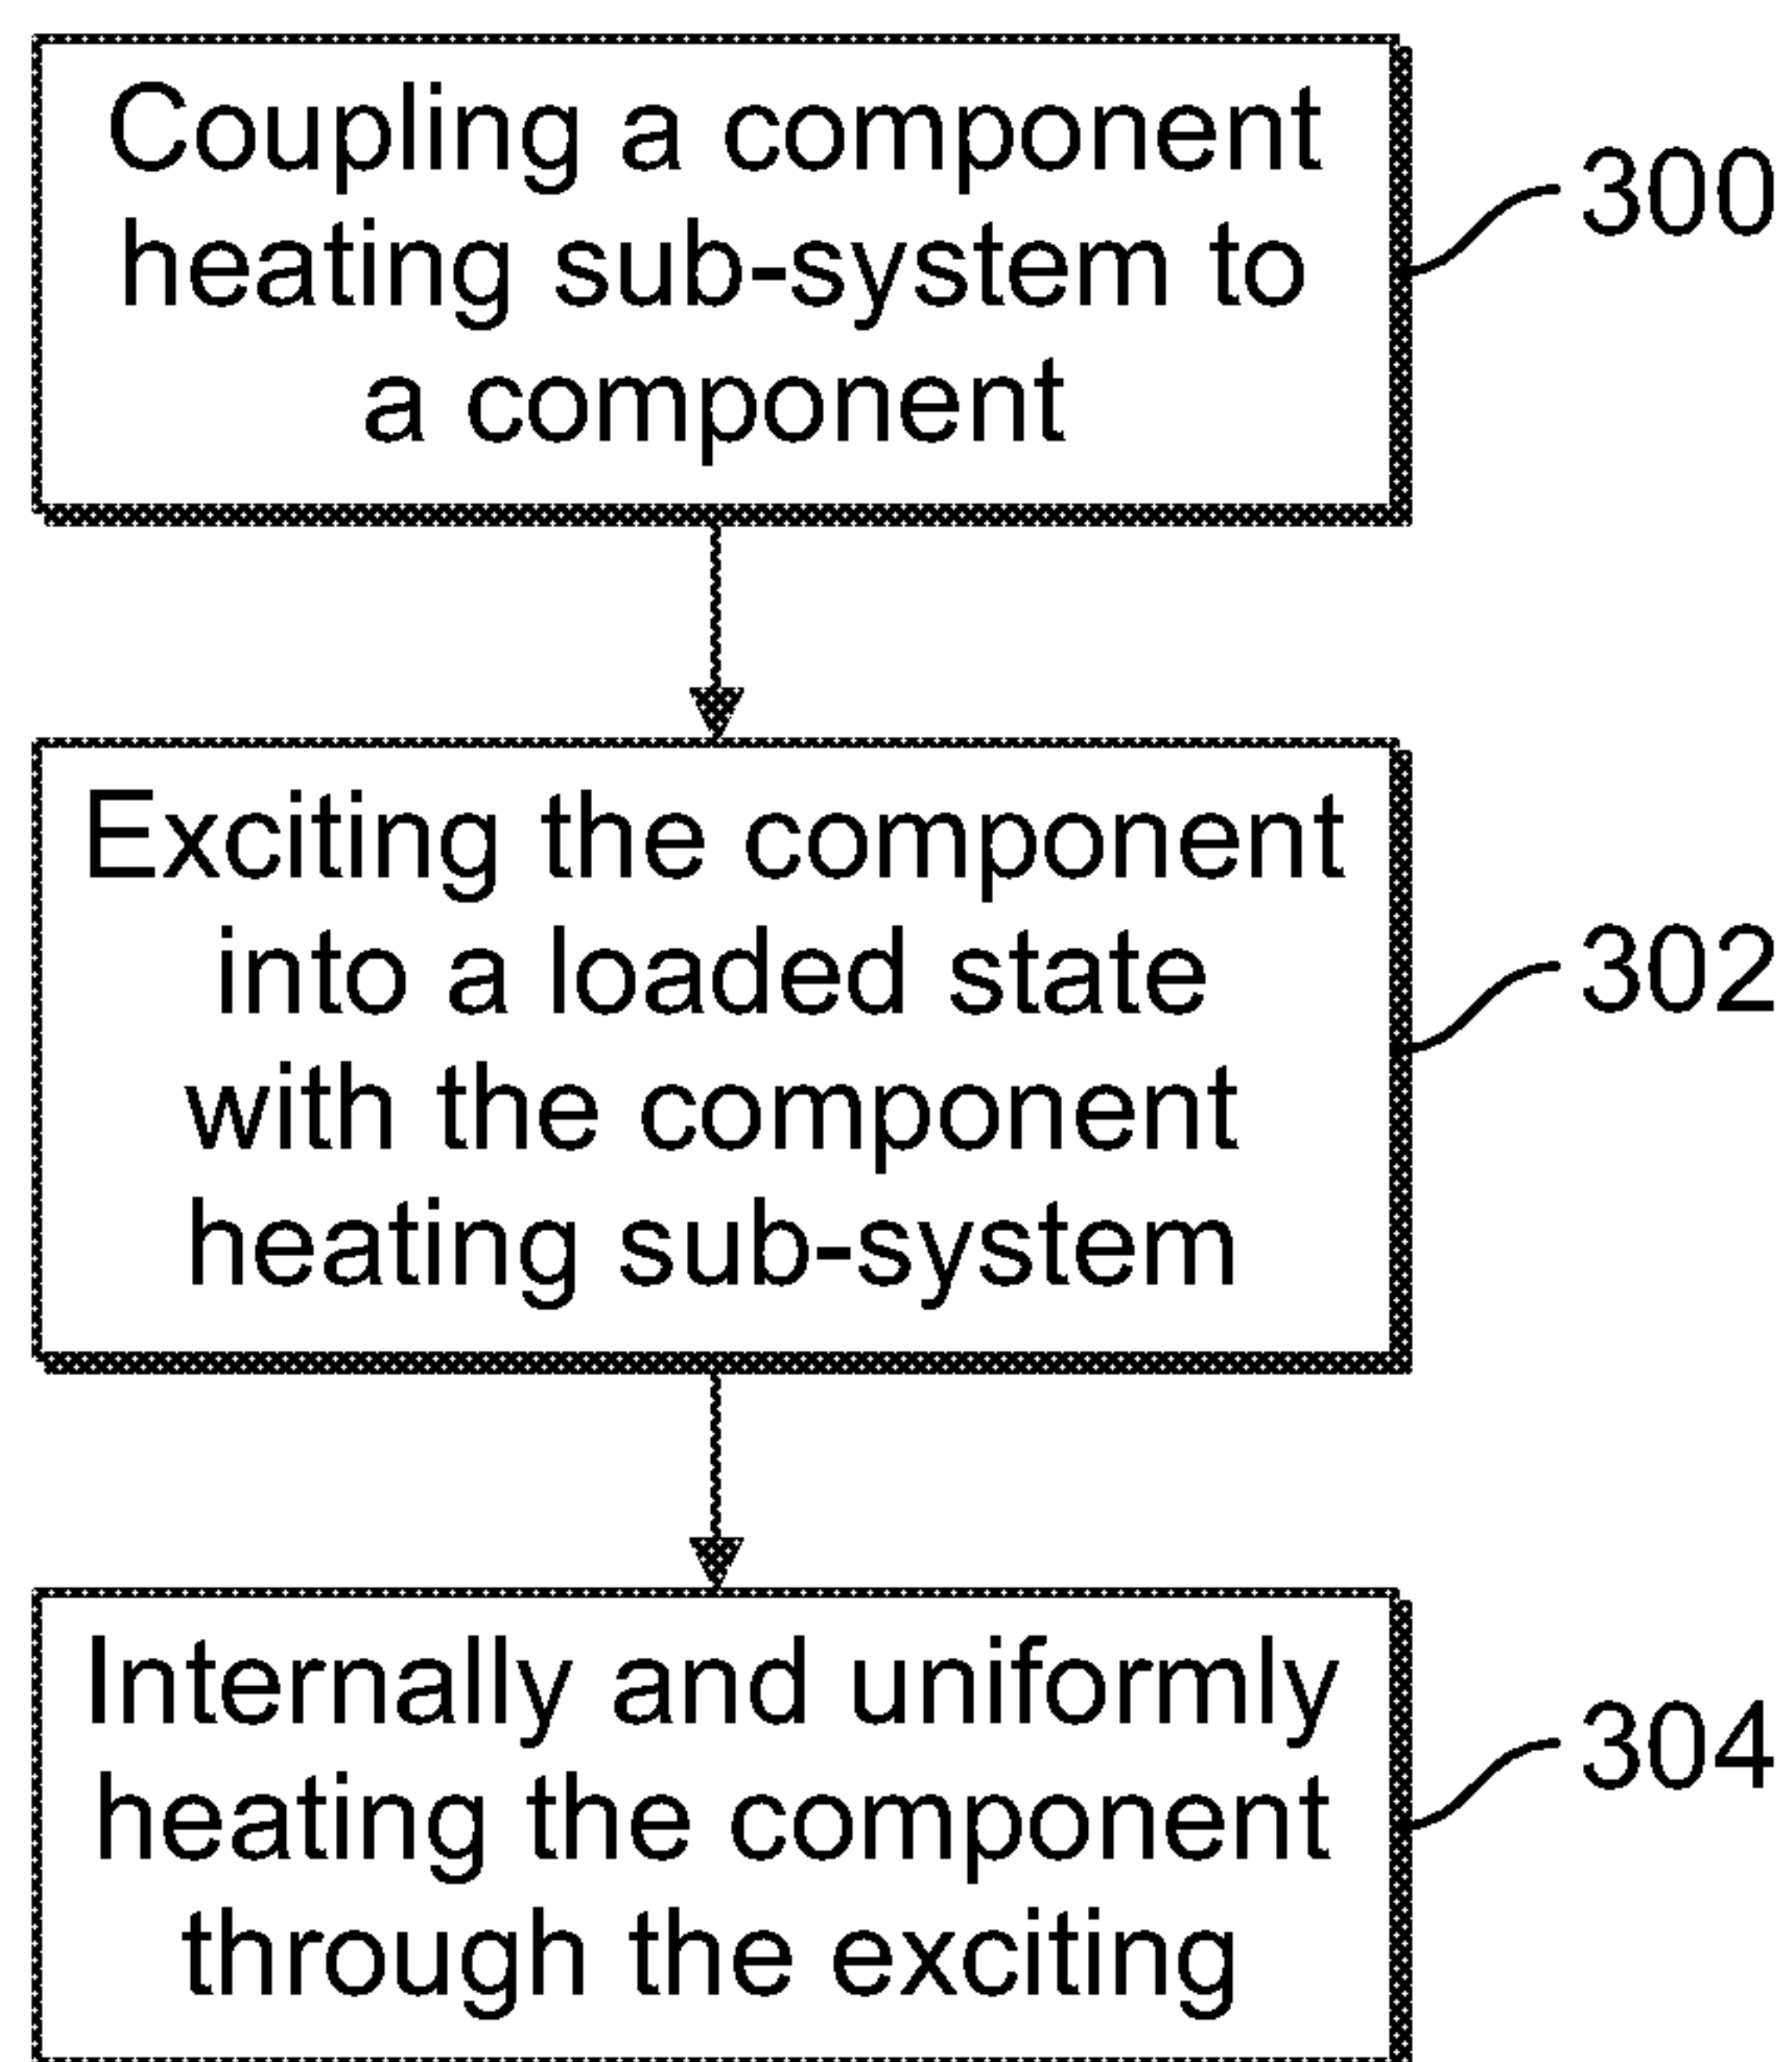 Coupling a component
heating sub-system to
a component
300
Exciting the component
into a loaded state
with the component
heating sub-system
302
Internally and uniformly
heating the component
through the exciting
304